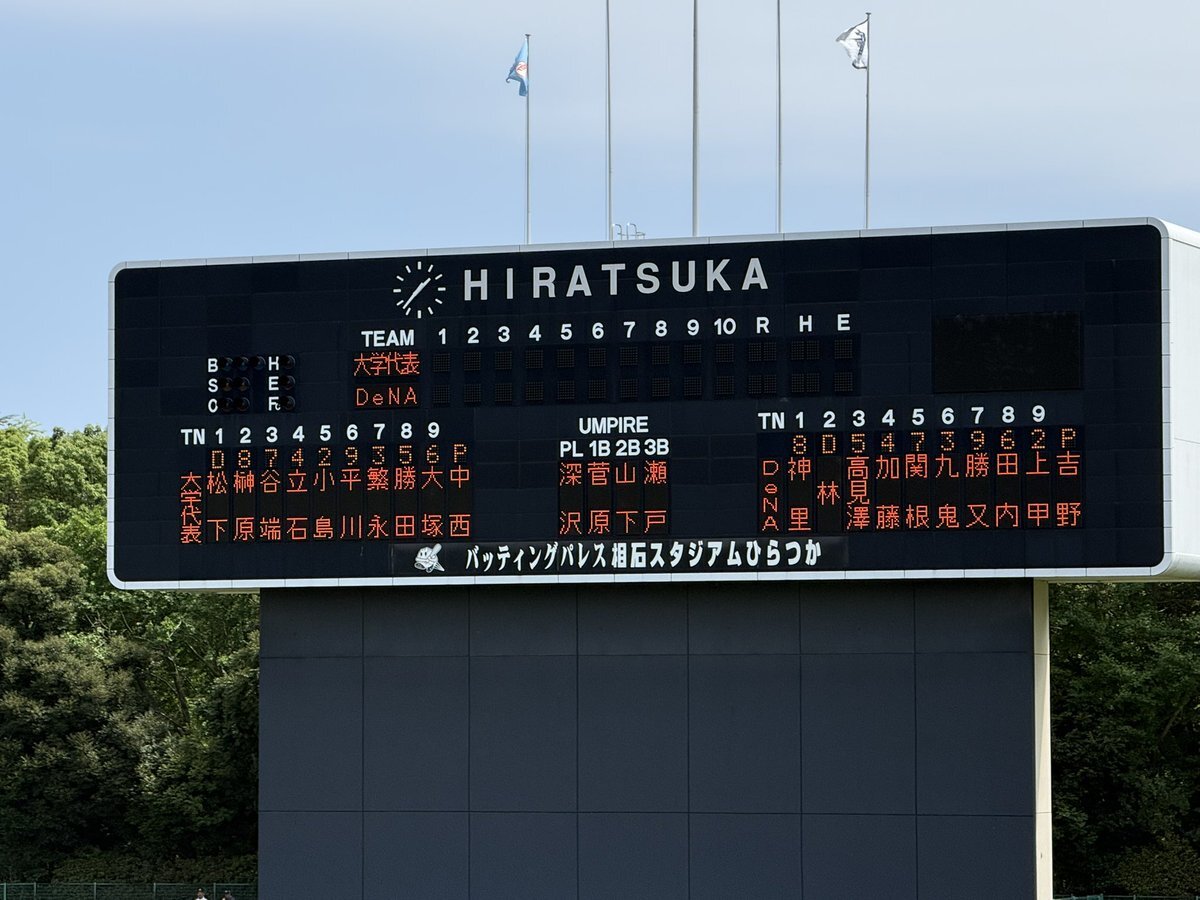 HIRATSUKA
TEAM 1 2 3 4 5 6 7 8 9 10 R H E
大学代表
DeNA
B H
S E
O Fc
TN 1 2 3 4 5 6 7 8 9
D 8 7 4 2 9 3 5 6 P
大学代表 松下 榊原 谷端 立石 小島 平川 繁永 勝田 大塚 中西
UMPIRE
PL 1B 2B 3B
深沢 菅原 山下 瀬戸
TN 1 2 3 4 5 6 7 8 9
8 D 5 4 7 3 9 6 2 P
DeNA 神里 林 高見澤 加藤 関根 九鬼 勝又 田内 上甲 吉野
バッティングパレス相石スタジアムひらつか